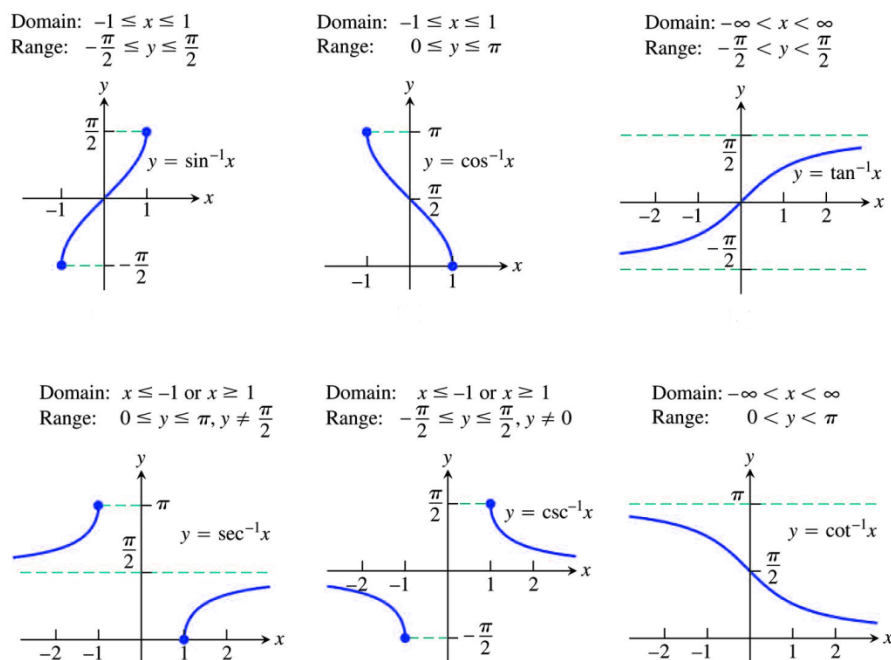 Domain: –1 ≤ x ≤ 1
Range: –π/2 ≤ y ≤ π/2
y
π/2
y = sin⁻¹x
–1
1
x
–π/2
Domain: –1 ≤ x ≤ 1
Range: 0 ≤ y ≤ π
y
π
y = cos⁻¹x
π/2
–1
1
x
Domain: –∞ < x < ∞
Range: –π/2 < y < π/2
y
π/2
y = tan⁻¹x
–2 –1 1 2
x
–π/2
Domain: x ≤ –1 or x ≥ 1
Range: 0 ≤ y ≤ π, y ≠ π/2
y
π
y = sec⁻¹x
π/2
–2 –1 1 2
x
Domain: x ≤ –1 or x ≥ 1
Range: –π/2 ≤ y ≤ π/2, y ≠ 0
y
π/2
y = csc⁻¹x
–2 –1 1 2
x
–π/2
Domain: –∞ < x < ∞
Range: 0 < y < π
y
π
y = cot⁻¹x
π/2
–2 –1 1 2
x